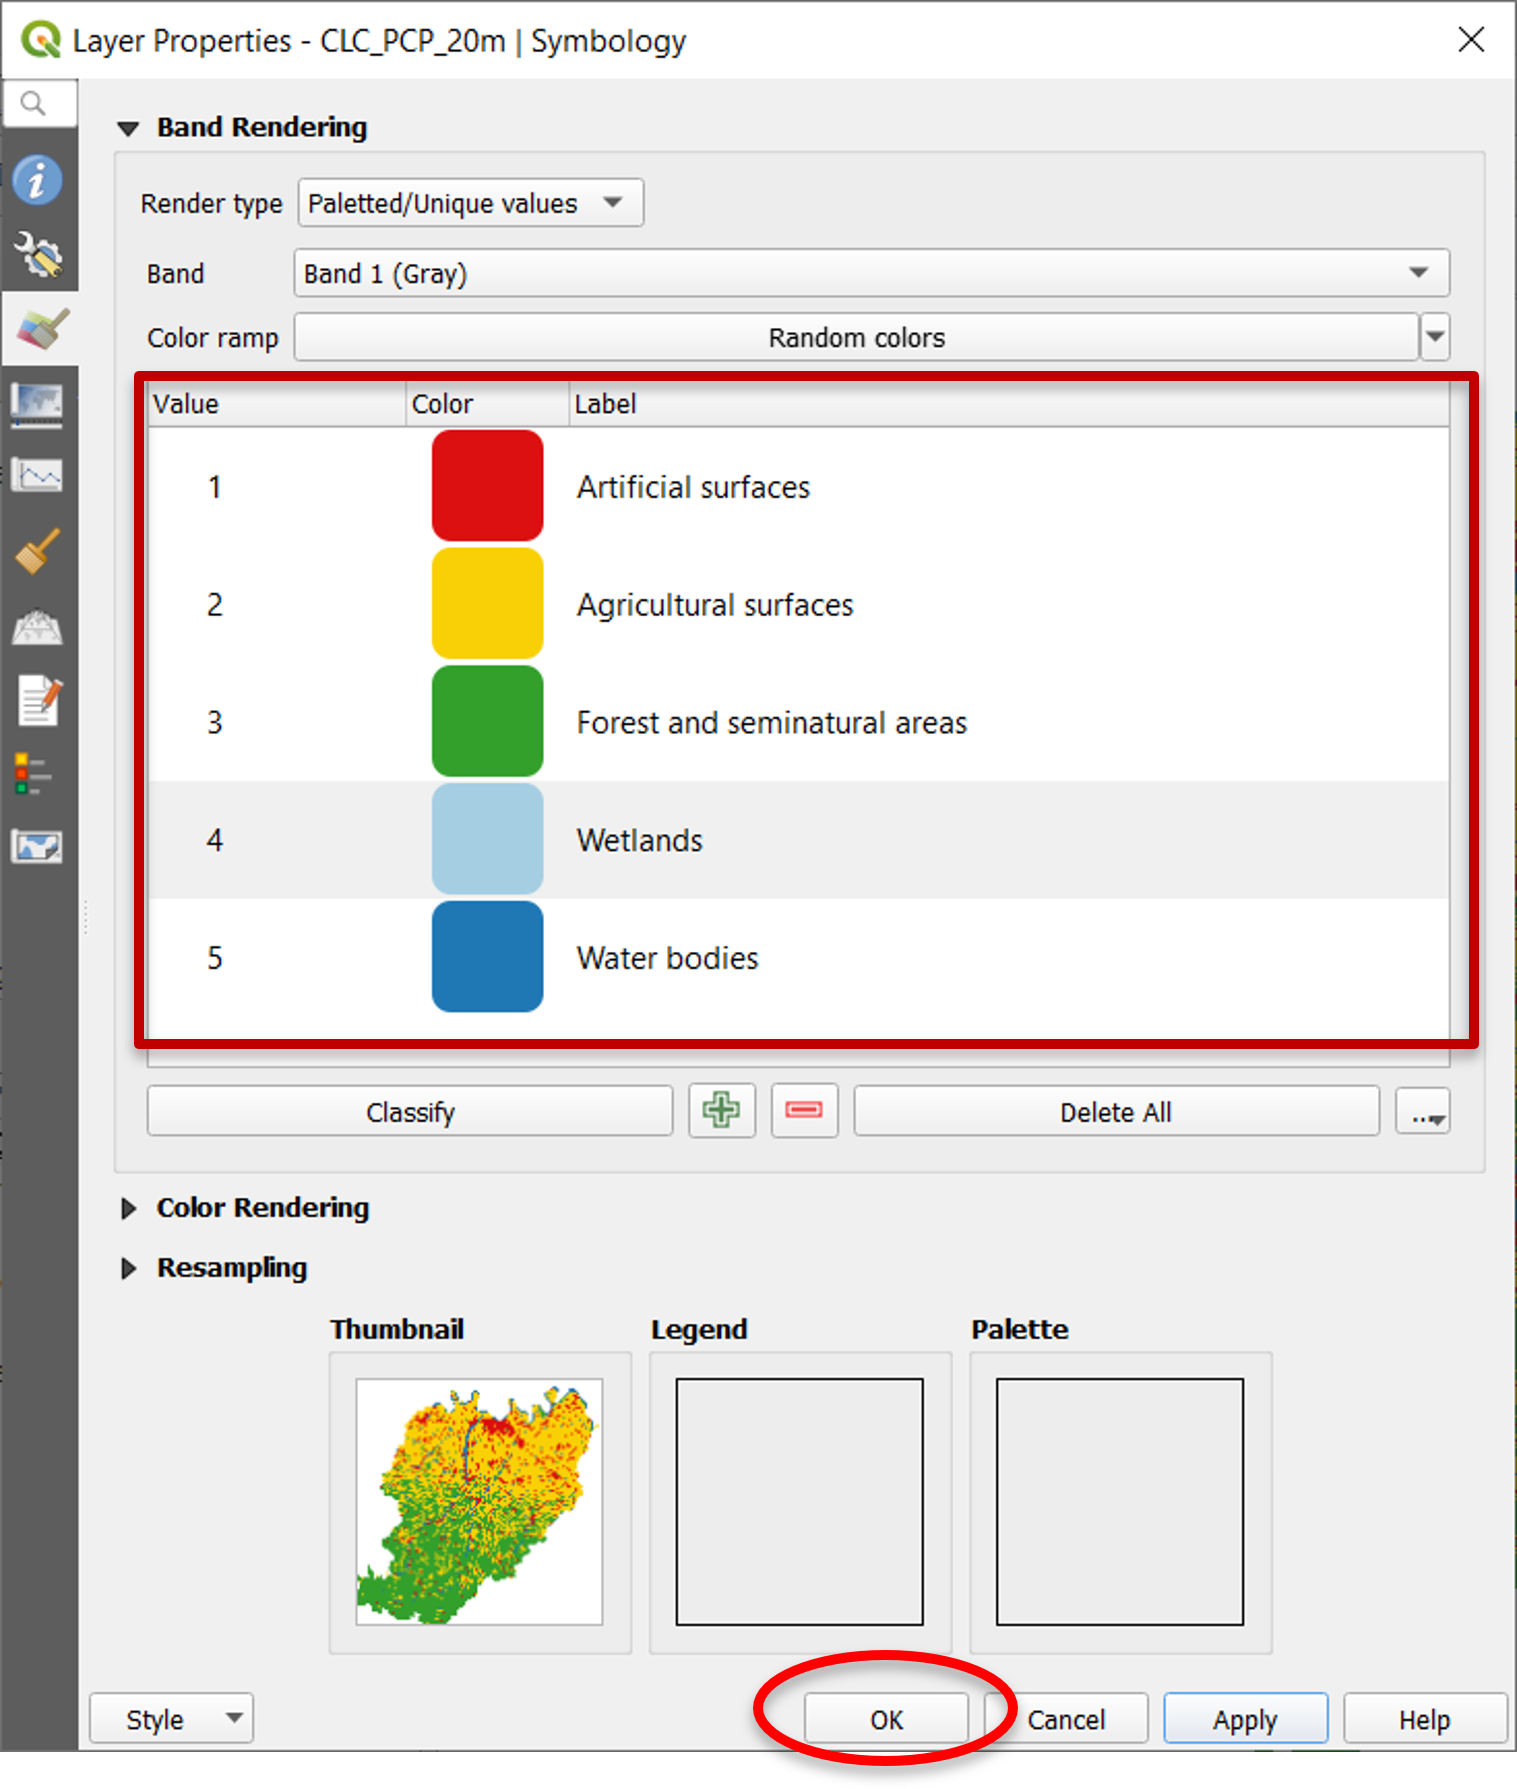 Layer Properties - CLC_PCP_20m | Symbology
Band Rendering
Render type Paletted/Unique values
Band Band 1 (Gray)
Color ramp Random colors
Value Color Label
1 Artificial surfaces
2 Agricultural surfaces
3 Forest and seminatural areas
4 Wetlands
5 Water bodies
Classify Delete All ...
Color Rendering
Resampling
Thumbnail Legend Palette
Style OK Cancel Apply Help